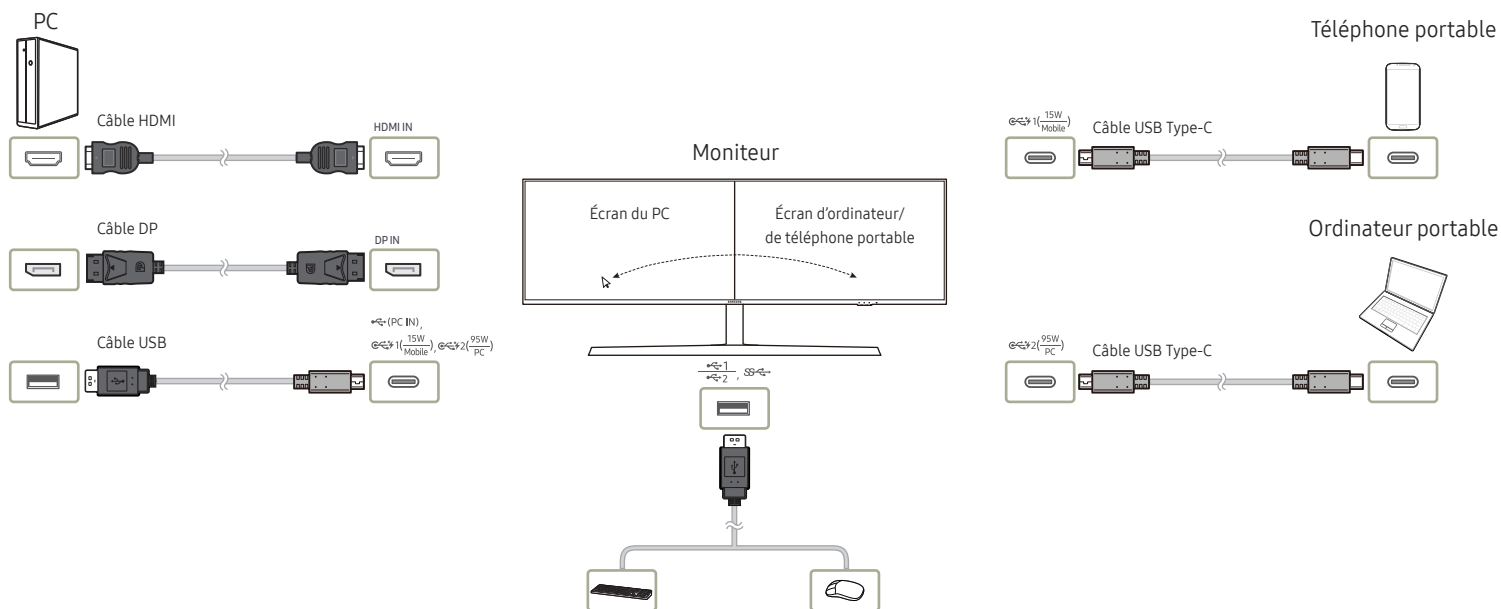 PC
Câble HDMI
HDMI IN
Câble DP
DP IN
Câble USB
(PC IN),
1(15W
Mobile), 2(95W
PC)
Moniteur
Écran du PC
Écran d'ordinateur/
de téléphone portable
SAMSUNG
1
2 , SS
Téléphone portable
1(15W
Mobile)
Câble USB Type-C
Ordinateur portable
2(95W
PC)
Câble USB Type-C